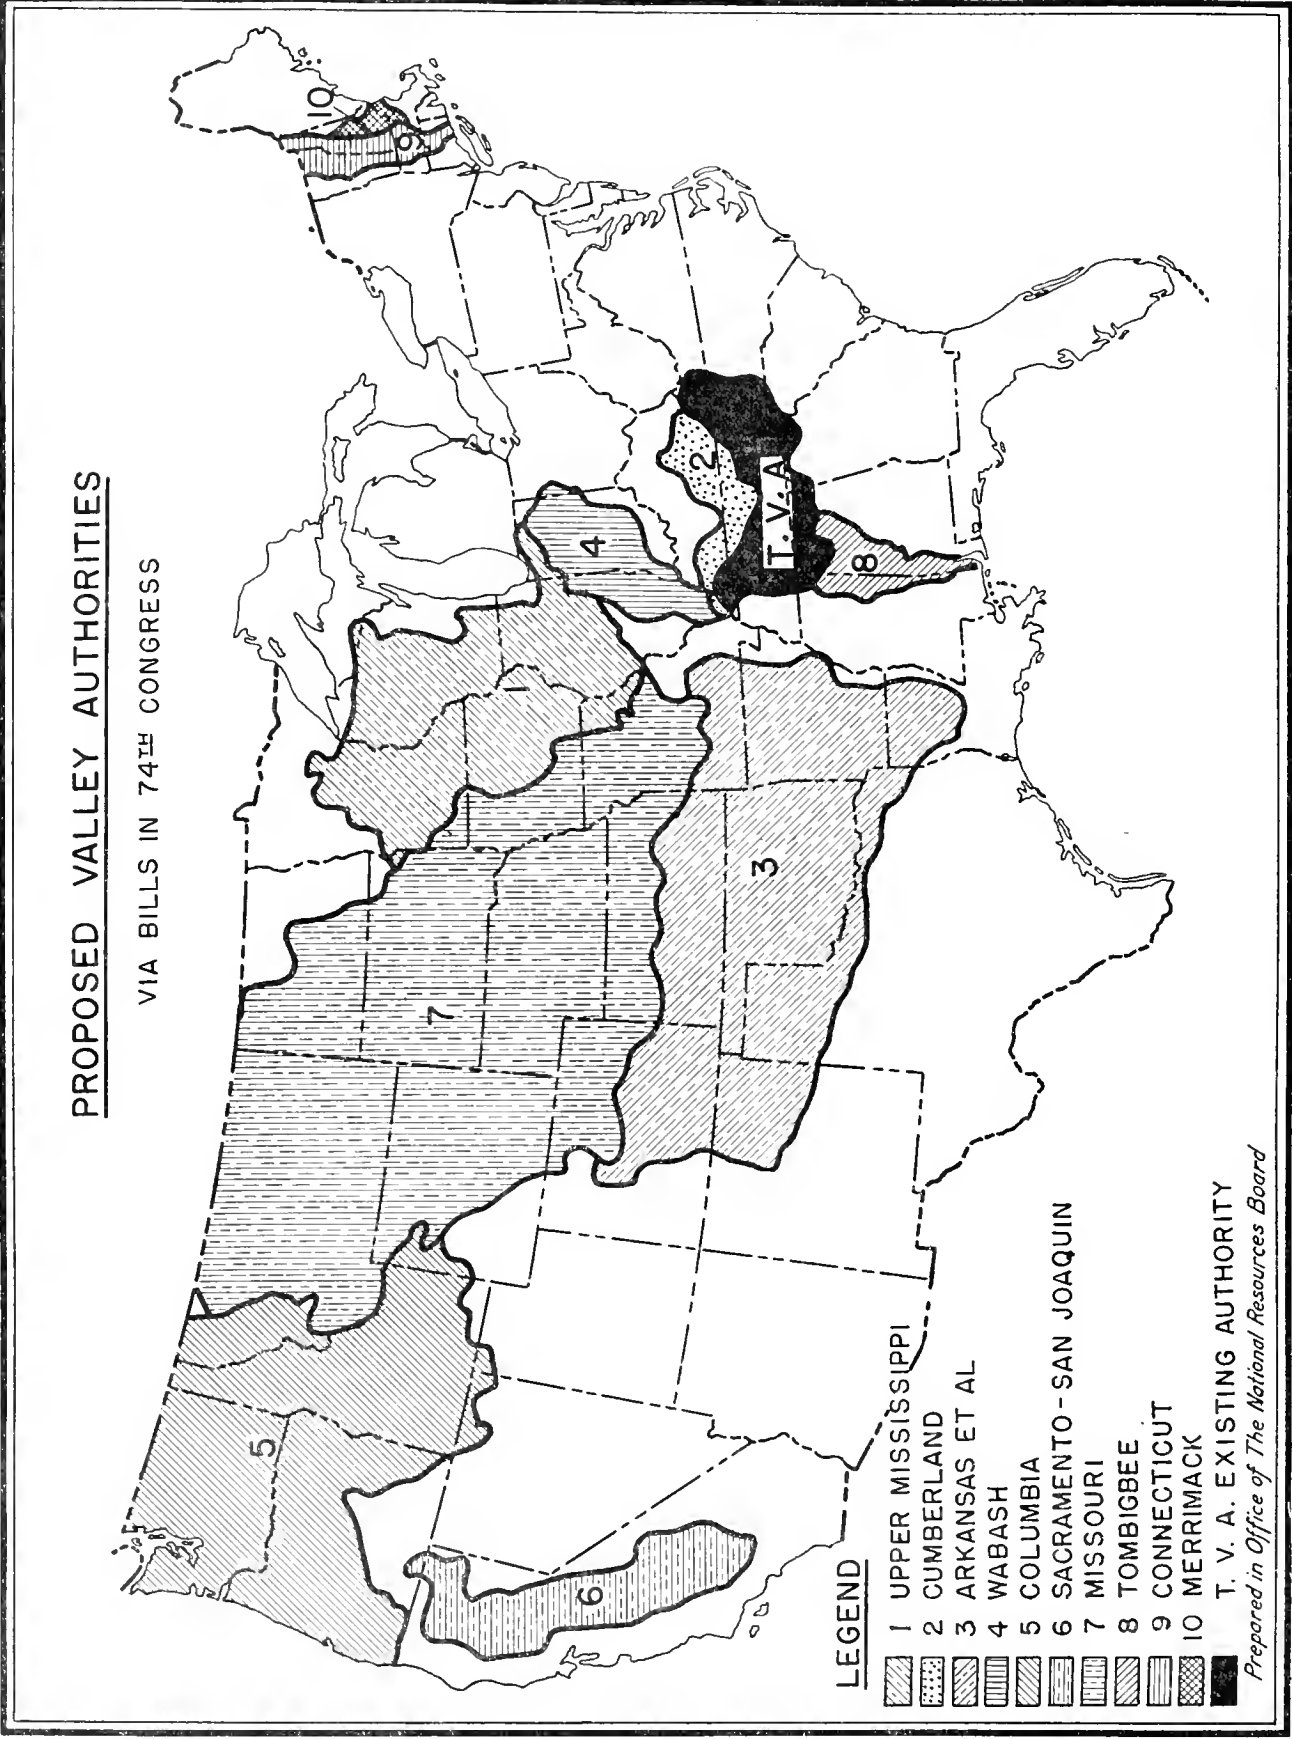 PROPOSED VALLEY AUTHORITIES
VIA BILLS IN 74TH CONGRESS
1
2
3
4
5
6
7
8
9
10
T.V.A
LEGEND
1 UPPER MISSISSIPPI
2 CUMBERLAND
3 ARKANSAS ET AL
4 WABASH
5 COLUMBIA
6 SACRAMENTO-SAN JOAQUIN
7 MISSOURI
8 TOMBIGBEE
9 CONNECTICUT
10 MERRIMACK
T. V. A. EXISTING AUTHORITY
Prepared in Office of The National Resources Board